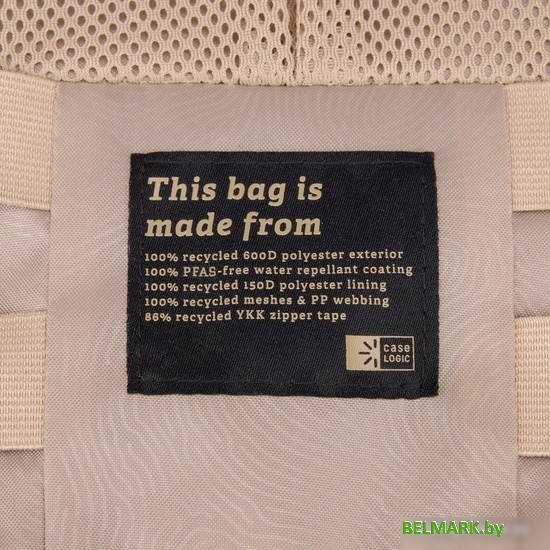 This bag is
made from
100% recycled 600D polyester exterior
100% PFAS-free water repellant coating
100% recycled 150D polyester lining
100% recycled meshes & PP webbing
86% recycled YKK zipper tape
case
LOGIC
BELMARK.by